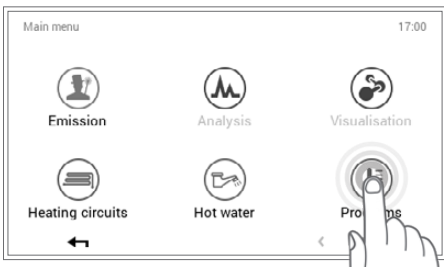 Main menu 17:00
Emission Analysis Visualisation
Heating circuits Hot water